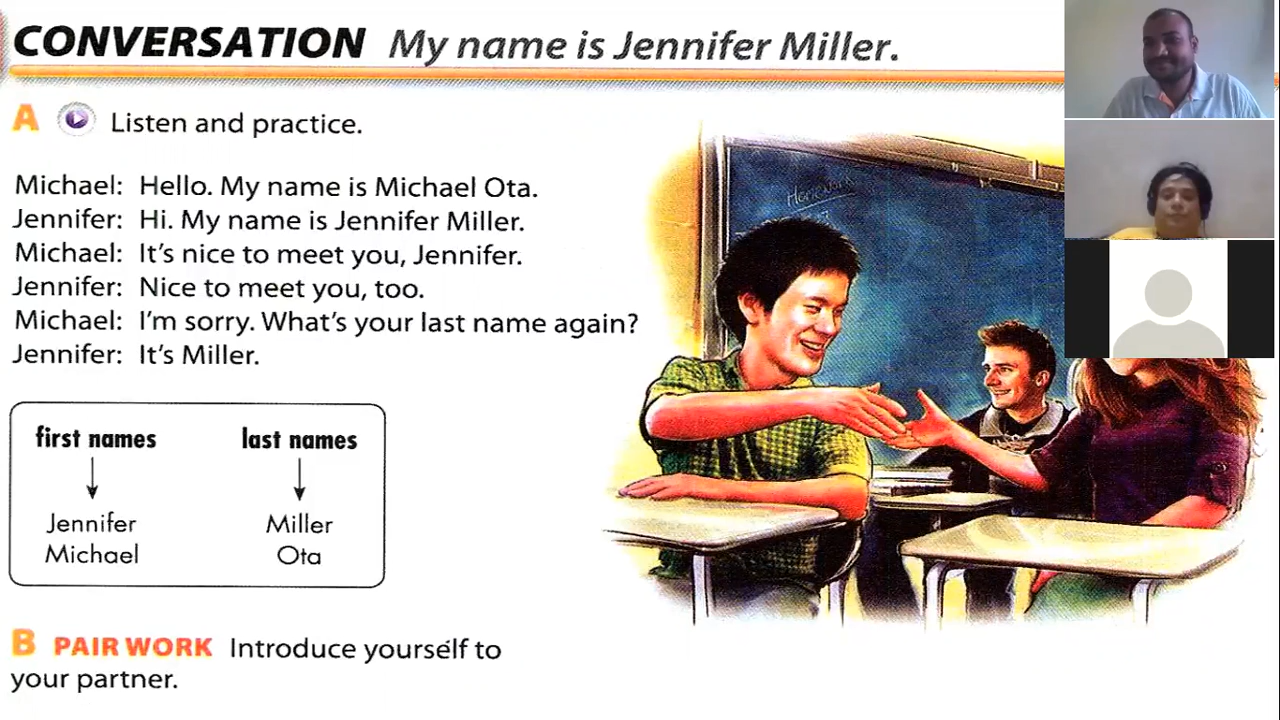 CONVERSATION My name is Jennifer Miller.
A Listen and practice.
Michael: Hello. My name is Michael Ota.
Jennifer: Hi. My name is Jennifer Miller.
Michael: It's nice to meet you, Jennifer.
Jennifer: Nice to meet you, too.
Michael: I'm sorry. What's your last name again?
Jennifer: It's Miller.
Homework
first names last names
Jennifer Miller
Michael Ota
B PAIR WORK Introduce yourself to
your partner.